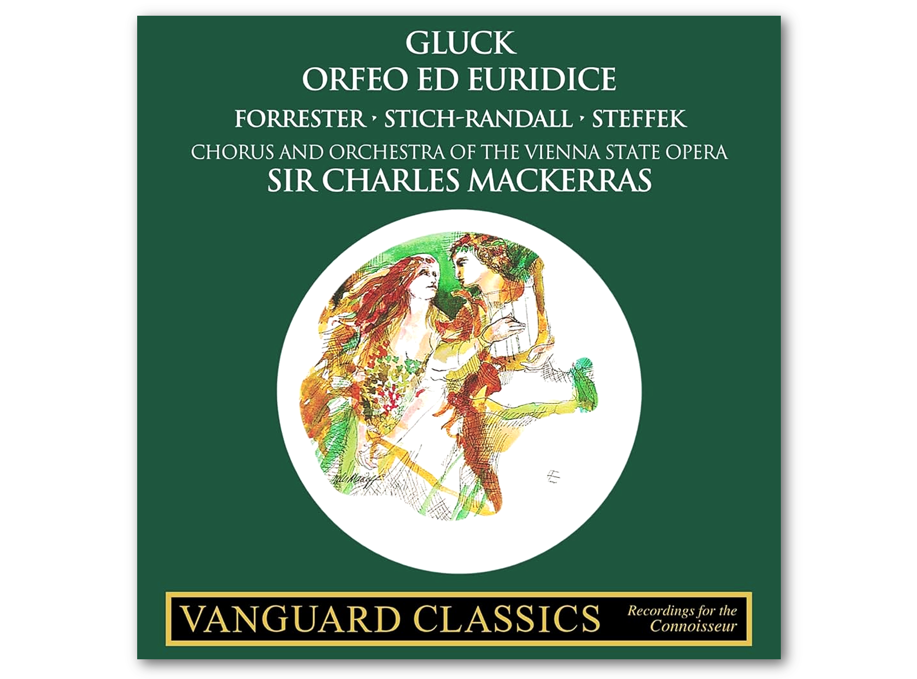 GLUCK
ORFEO ED EURIDICE
FORRESTER · STICH-RANDALL · STEFFEK
CHORUS AND ORCHESTRA OF THE VIENNA STATE OPERA
SIR CHARLES MACKERRAS
VANGUARD CLASSICS
Recordings for the
Connoisseur